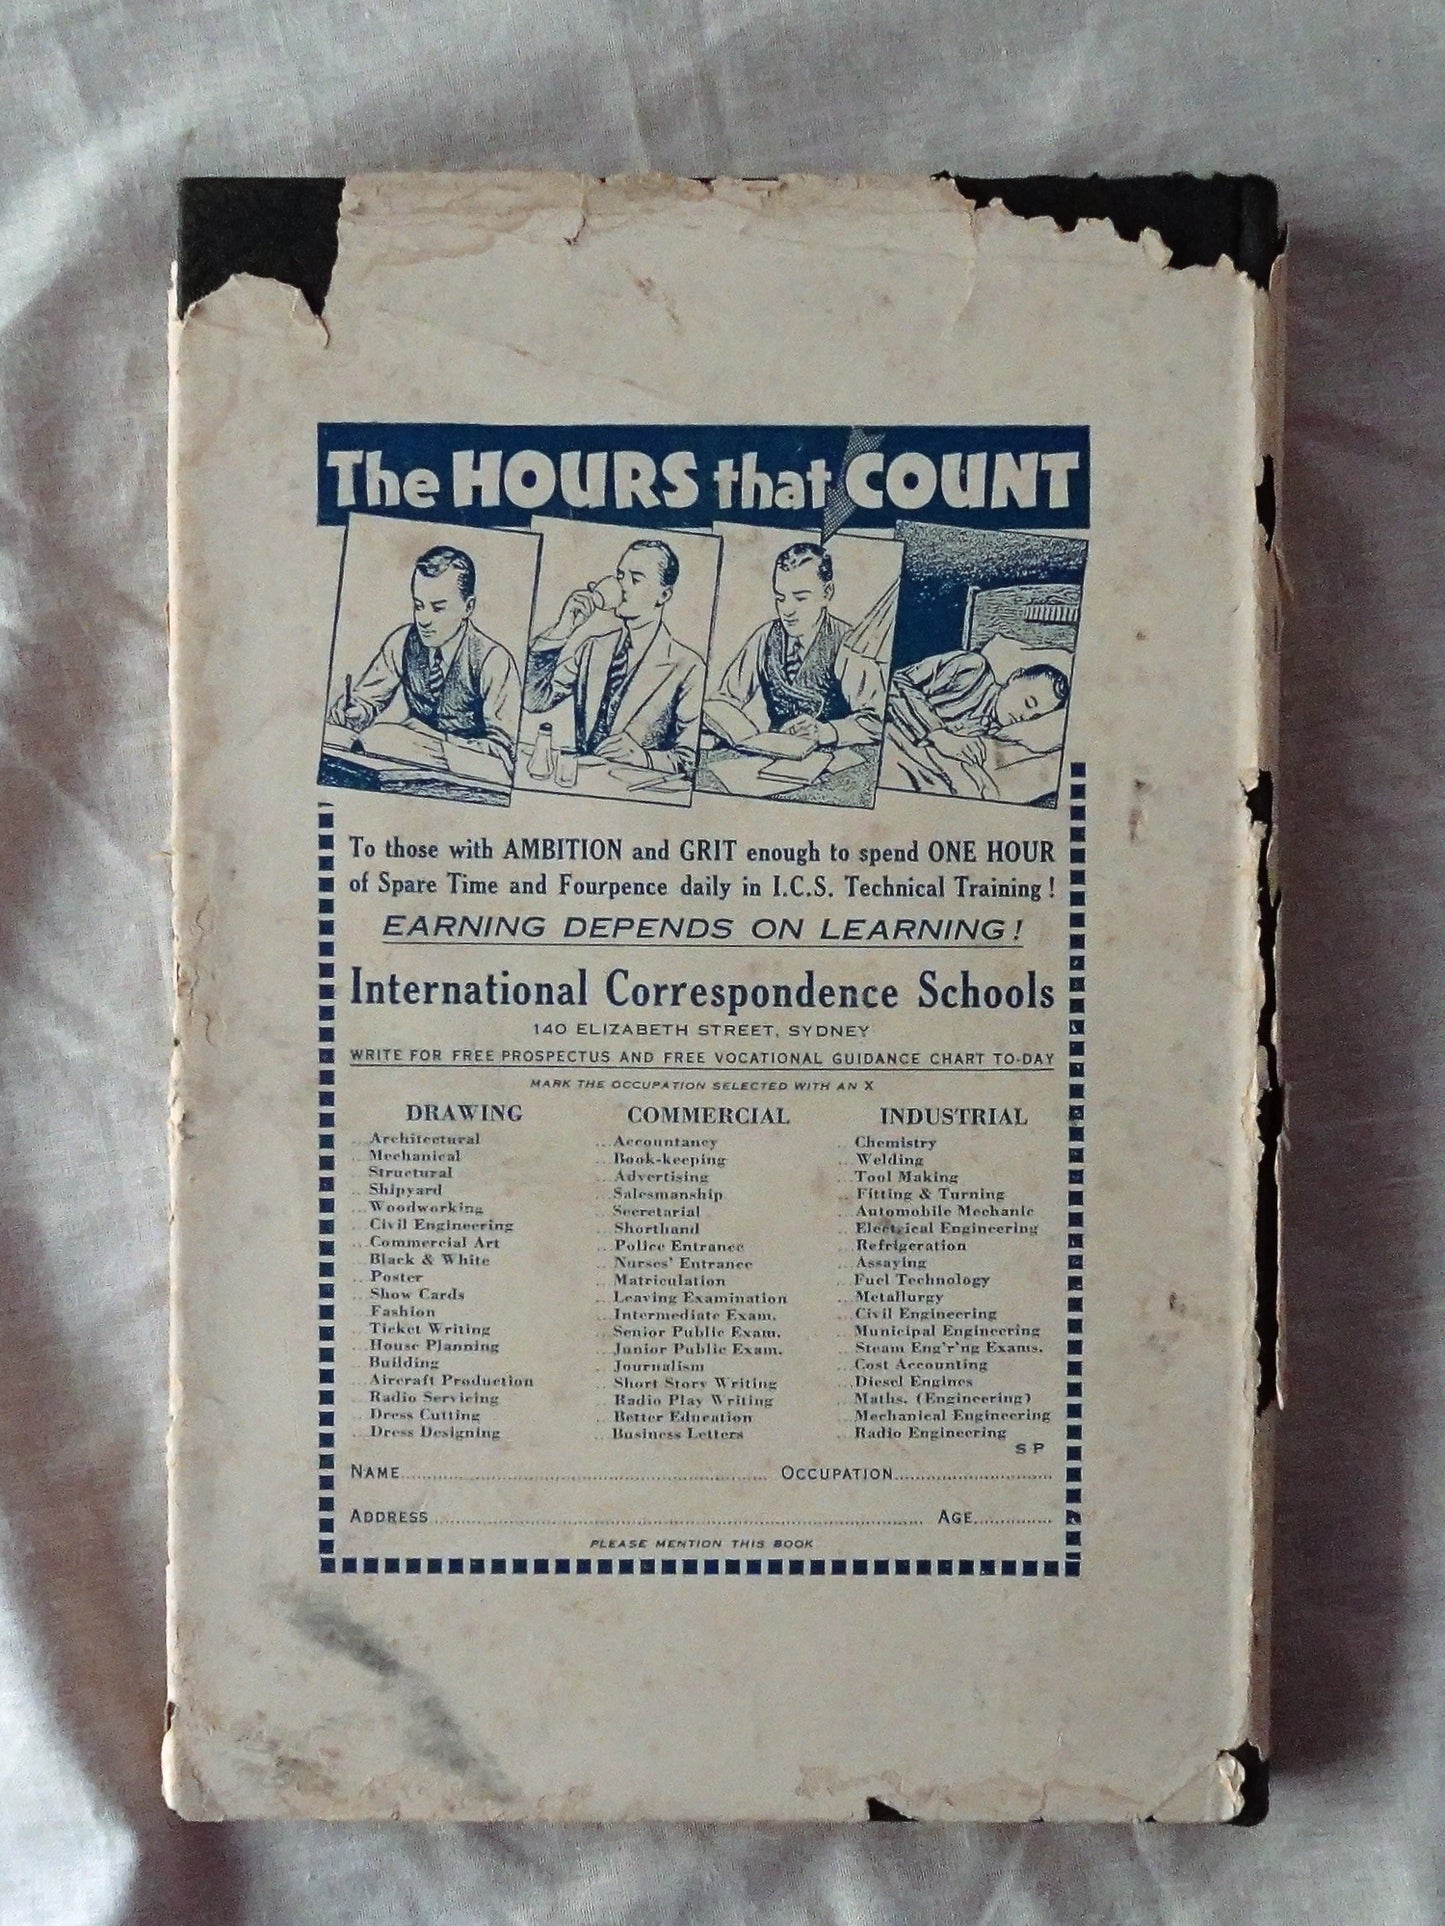 The HOURS that COUNT
To those with AMBITION and GRIT enough to spend ONE HOUR
of Spare Time and Fourpence daily in I.C.S. Technical Training!
EARNING DEPENDS ON LEARNING!
International Correspondence Schools
140 ELIZABETH STREET, SYDNEY
WRITE FOR FREE PROSPECTUS AND FREE VOCATIONAL GUIDANCE CHART TO-DAY
MARK THE OCCUPATION SELECTED WITH AN X
DRAWING
...Architectural
...Mechanical
...Structural
...Shipyard
...Woodworking
...Civil Engineering
...Commercial Art
...Black & White
...Poster
...Show Cards
...Fashion
...Ticket Writing
...House Planning
...Building
...Aircraft Production
...Radio Servicing
...Dress Cutting
...Dress Designing
COMMERCIAL
...Accountancy
...Book-keeping
...Advertising
...Salesmanship
...Secretarial
...Shorthand
...Police Entrance
...Nurses' Entrance
...Matriculation
...Leaving Examination
...Intermediate Exam.
...Senior Public Exam.
...Junior Public Exam.
...Journalism
...Short Story Writing
...Radio Play Writing
...Better Education
...Business Letters
INDUSTRIAL
...Chemistry
...Welding
...Tool Making
...Fitting & Turning
...Automobile Mechanic
...Electrical Engineering
...Refrigeration
...Assaying
...Fuel Technology
...Metallurgy
...Civil Engineering
...Municipal Engineering
...Steam Eng'r'ng Exams.
...Cost Accounting
...Diesel Engines
...Maths. (Engineering)
...Mechanical Engineering
...Radio Engineering
S P
NAME.................... OCCUPATION....................
ADDRESS.................... AGE....................
PLEASE MENTION THIS BOOK